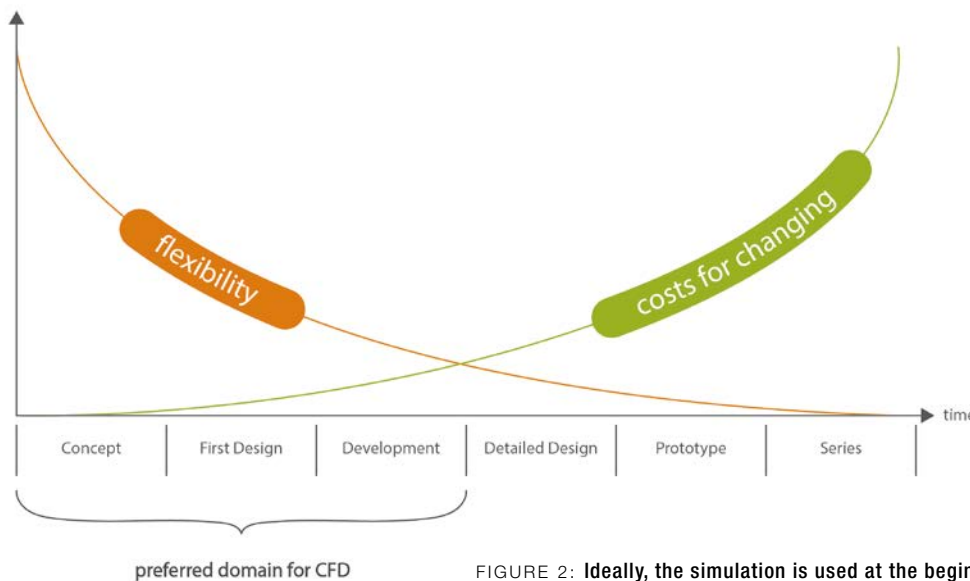 flexibility
costs for changing
time
Concept
First Design
Development
Detailed Design
Prototype
Series
preferred domain for CFD
FIGURE 2: Ideally, the simulation is used at the begin